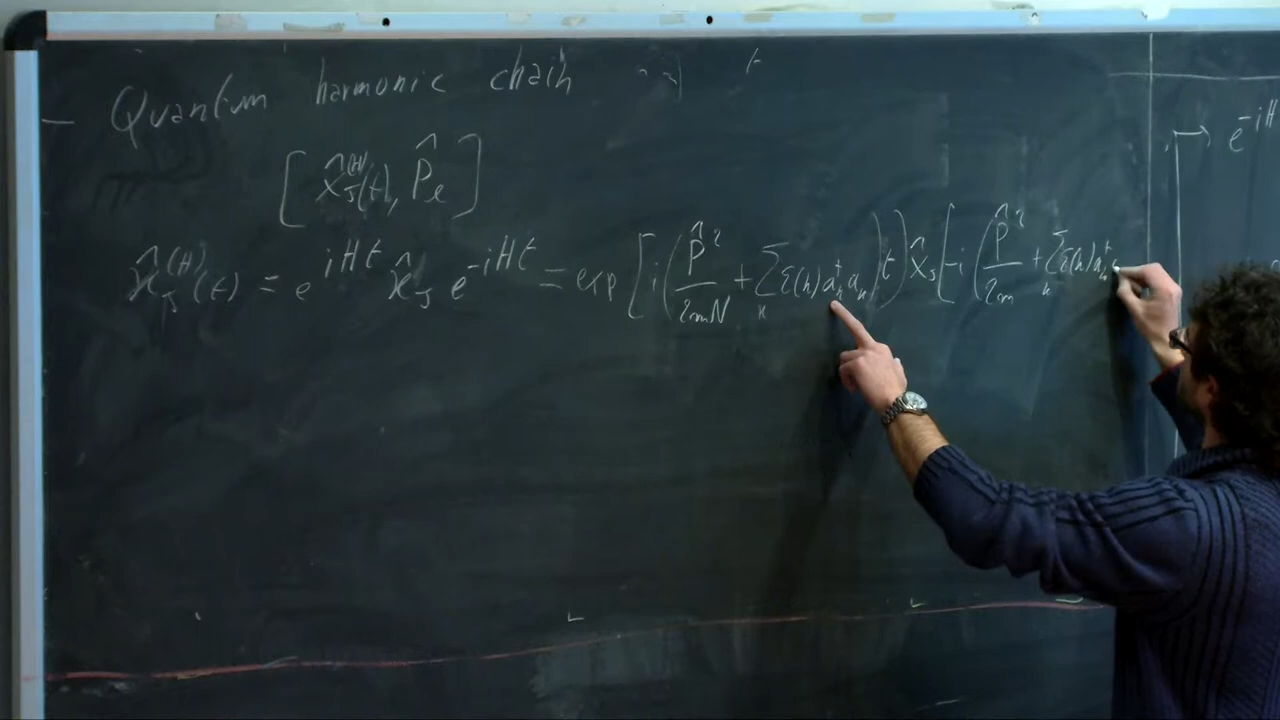 — Quantum harmonic chain
[x̂_J^(H)(t), P̂_ℓ]
x̂_J^(H)(t) = e^{iHt} x̂_J e^{-iHt} = exp [i(P̂²/2mN + Σ_k ε(k) a_k† a_k)t) x̂_J [-i(P̂²/2m + Σ_k ε(k) a_k†
e^{-iH